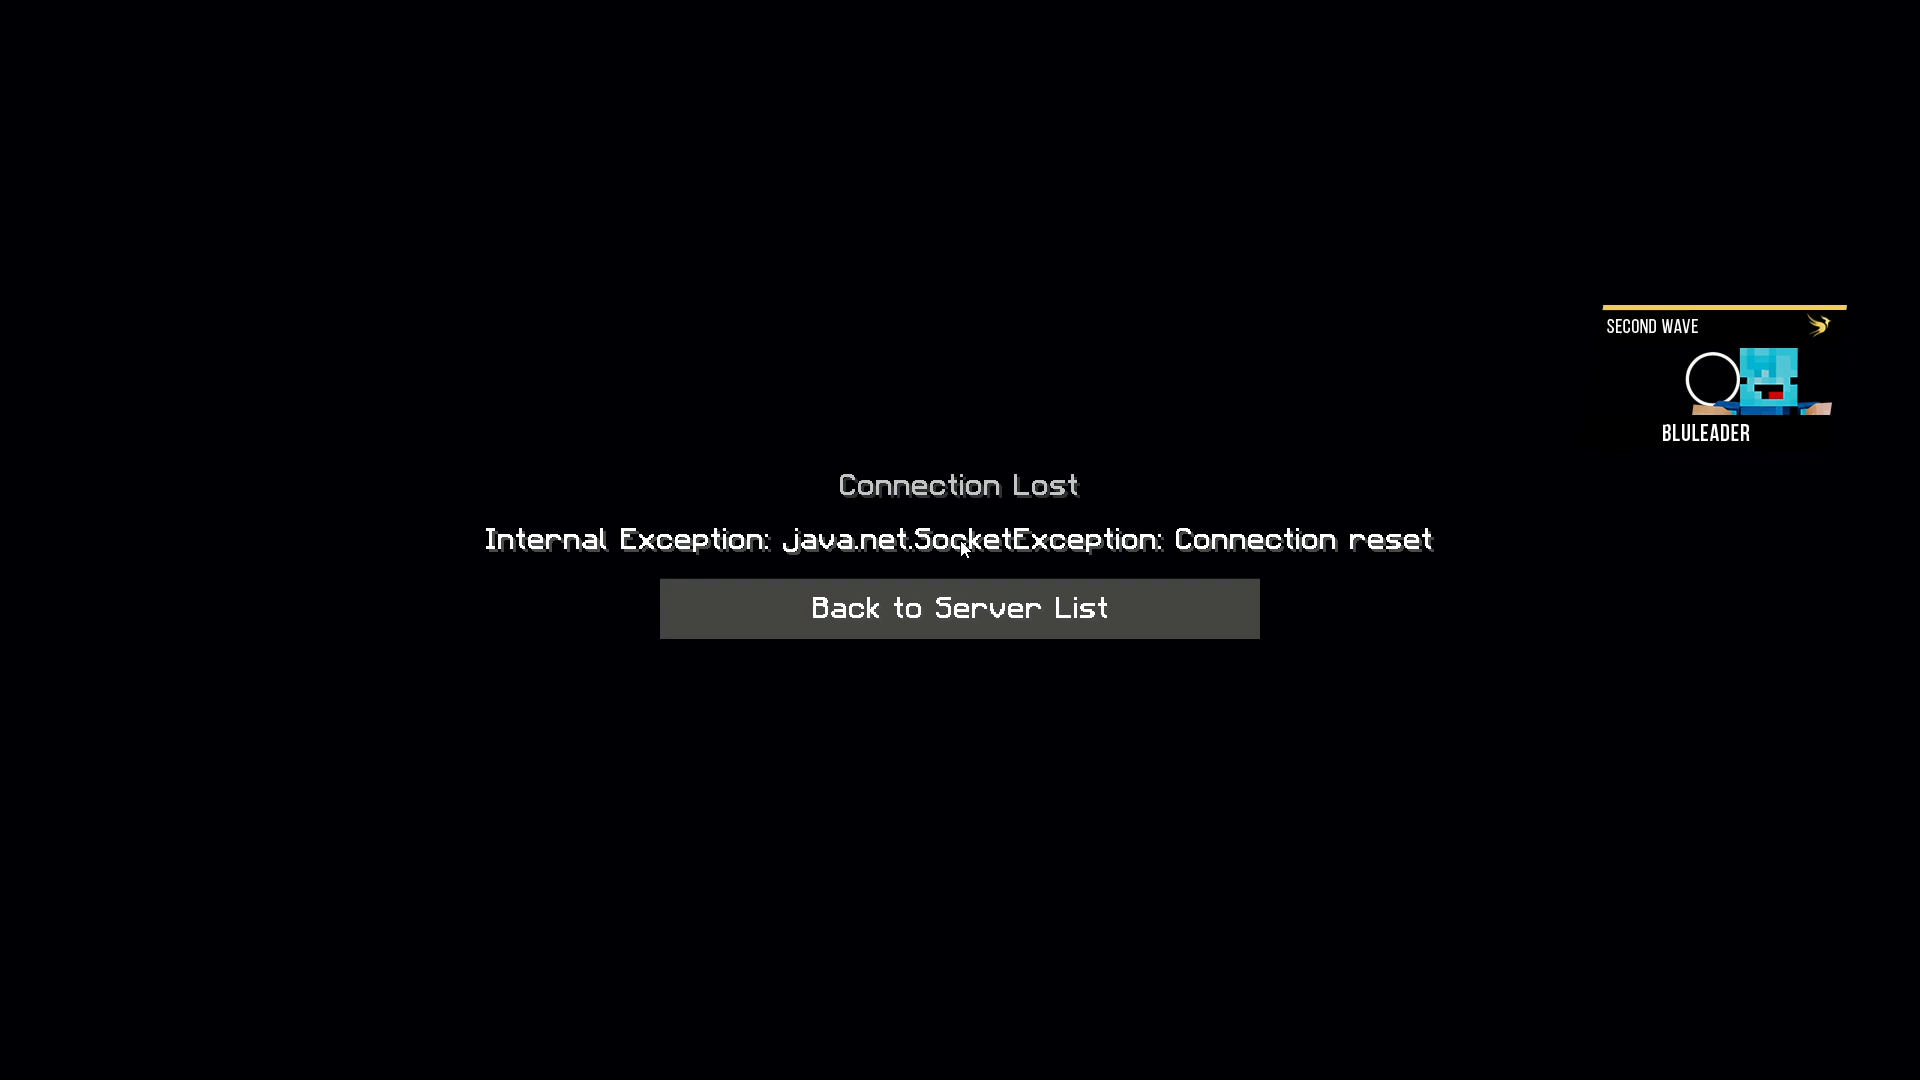 SECOND WAVE
BLULEADER
Connection Lost
Internal Exception: java.net.SocketException: Connection reset
Back to Server List